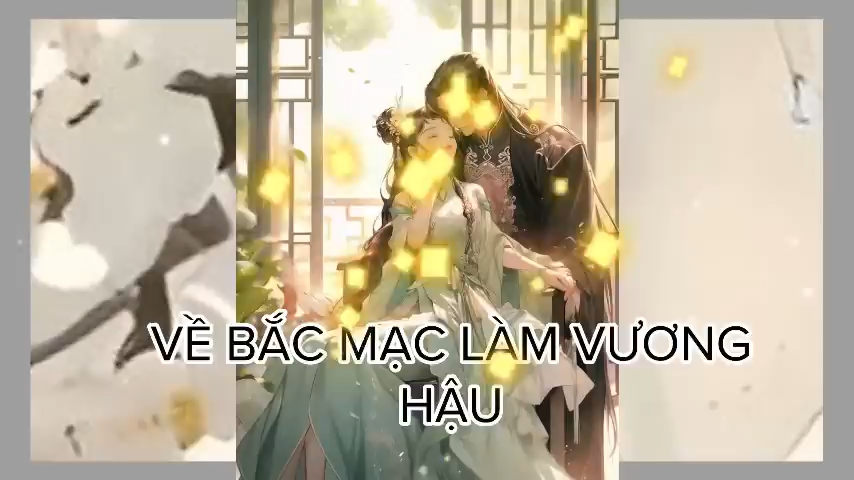 VỀ BẮC MẠC LÀM VƯƠNG
HẬU